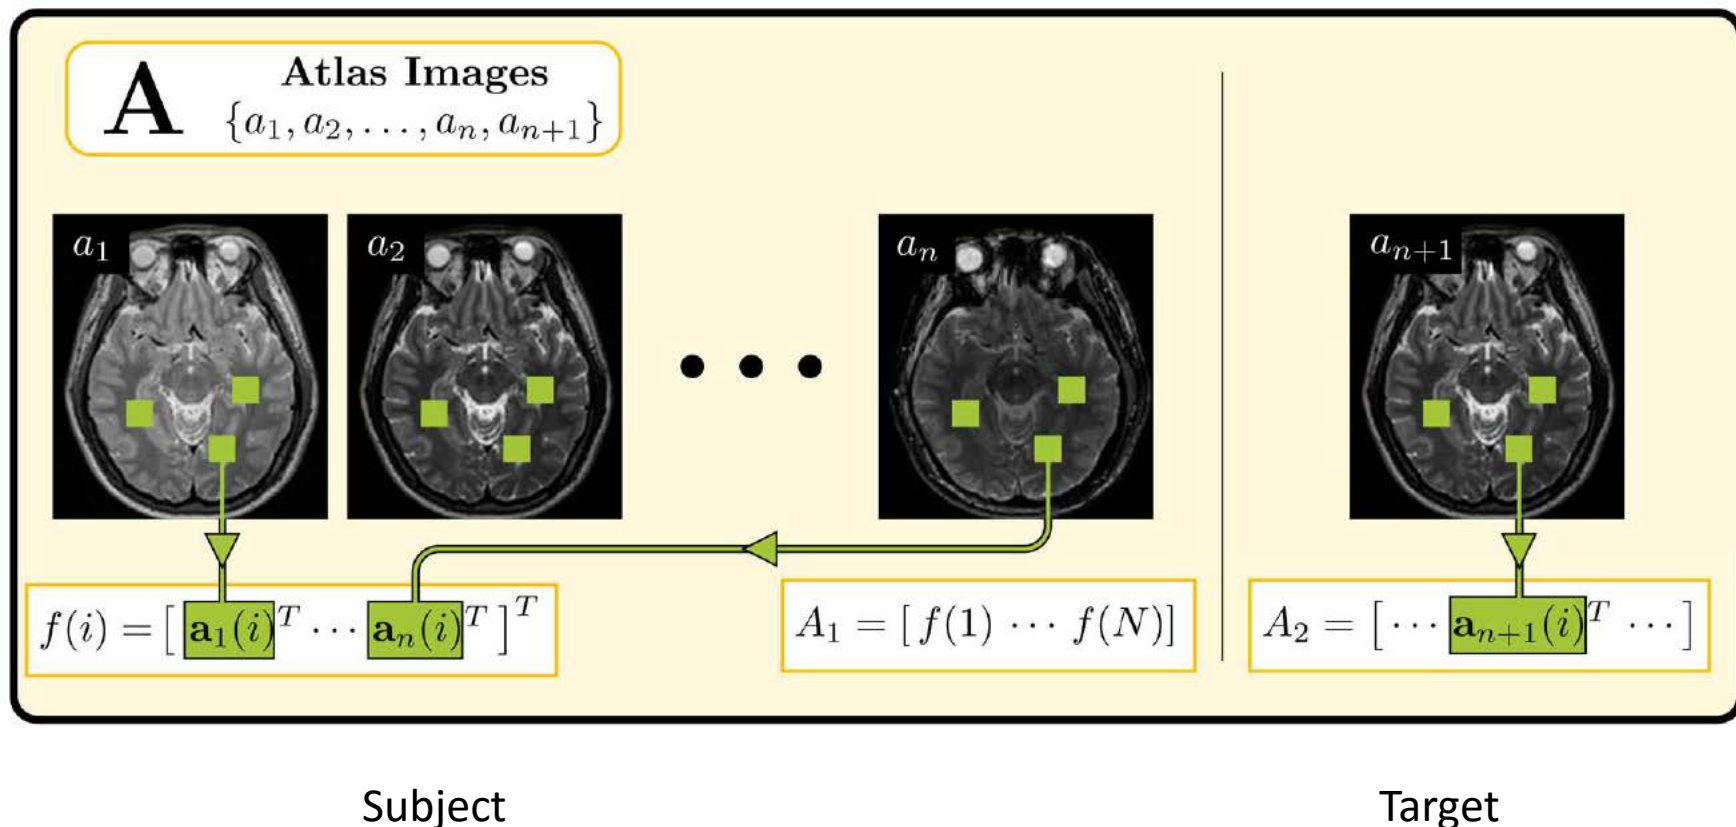 A Atlas Images
{a₁, a₂, . . . , aₙ, aₙ₊₁}
a₁ a₂ aₙ aₙ₊₁
f(i) = [ 𝐚₁(i)ᵀ ··· 𝐚ₙ(i)ᵀ ]ᵀ
A₁ = [ f(1) ··· f(N)]
A₂ = [ ··· 𝐚ₙ₊₁(i)ᵀ ··· ]
Subject Target